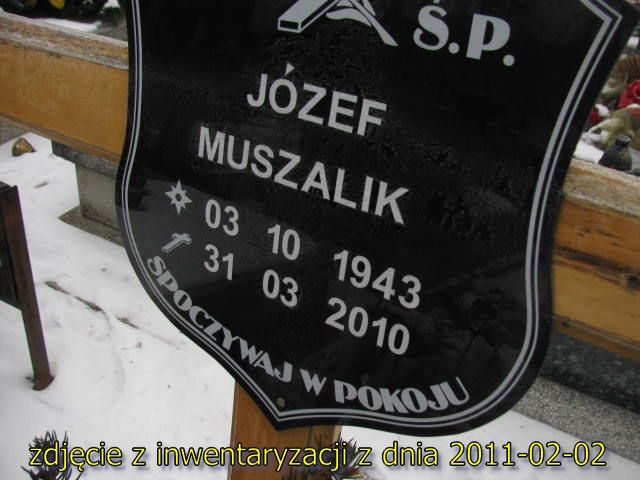 Ś.P.
JÓZEF
MUSZALIK
03 10 1943
31 03 2010
SPOCZYWAJ W POKOJU
zdjęcie z inwentaryzacji z dnia 2011-02-02